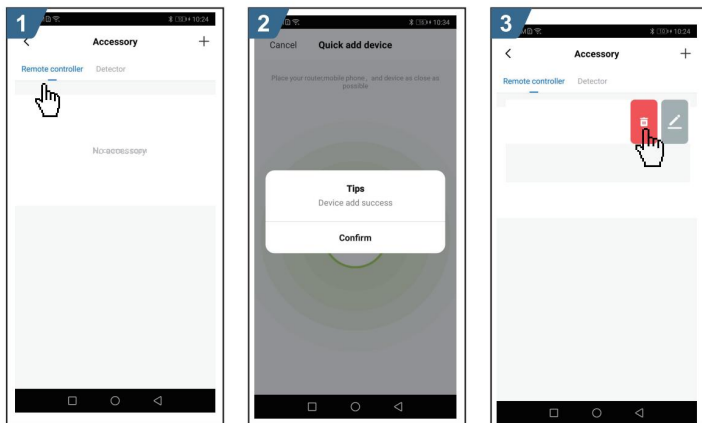 1
10:24
Accessory
Remote controller Detector
No accessory
2
10:34
Cancel Quick add device
Place your router,mobile phone, and device as close as
possible
Tips
Device add success
Confirm
3
10:24
Accessory
Remote controller Detector